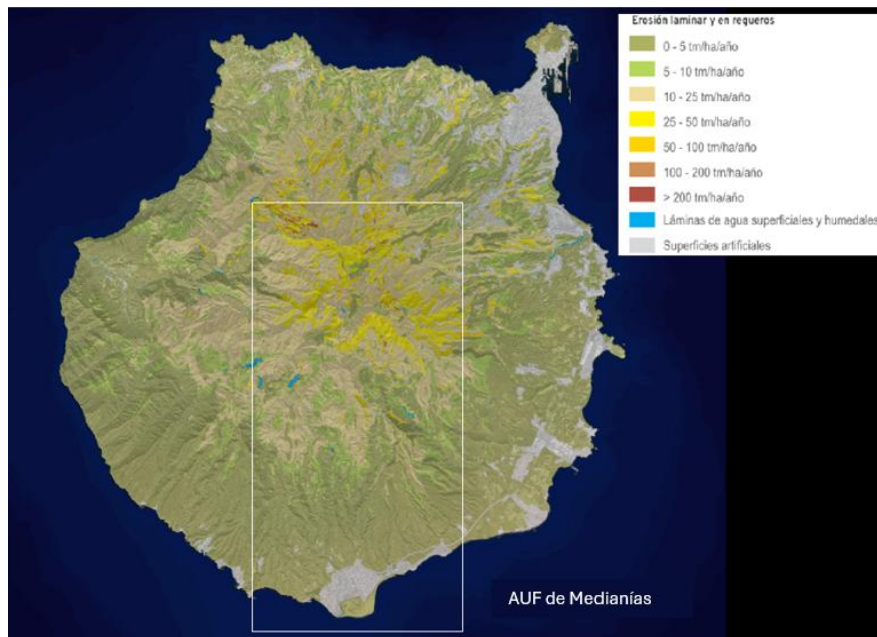 Erosión laminar y en regueros
0 - 5 tm/ha/año
5 - 10 tm/ha/año
10 - 25 tm/ha/año
25 - 50 tm/ha/año
50 - 100 tm/ha/año
100 - 200 tm/ha/año
> 200 tm/ha/año
Láminas de agua superficiales y humedales
Superficies artificiales
AUF de Medianías